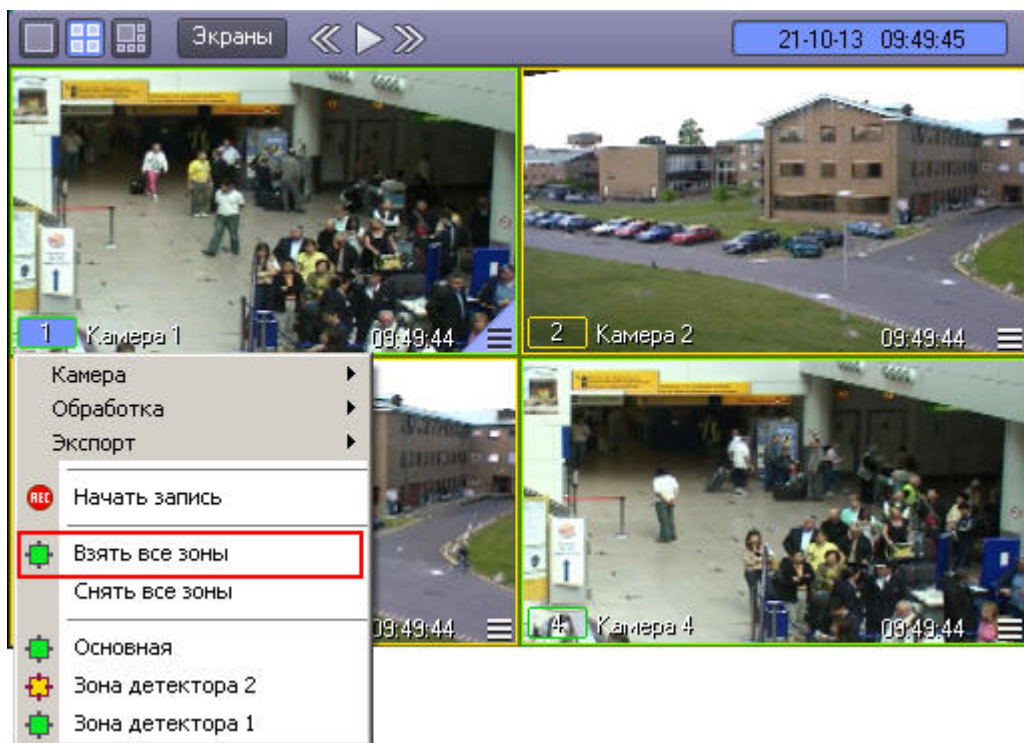 Экраны
21-10-13 09:49:45
1 Камера 1 09:49:44
2 Камера 2 09:49:44
Камера
Обработка
Экспорт
REC Начать запись
Взять все зоны
Снять все зоны
09:49:44
4 Камера 4 09:49:44
Основная
Зона детектора 2
Зона детектора 1